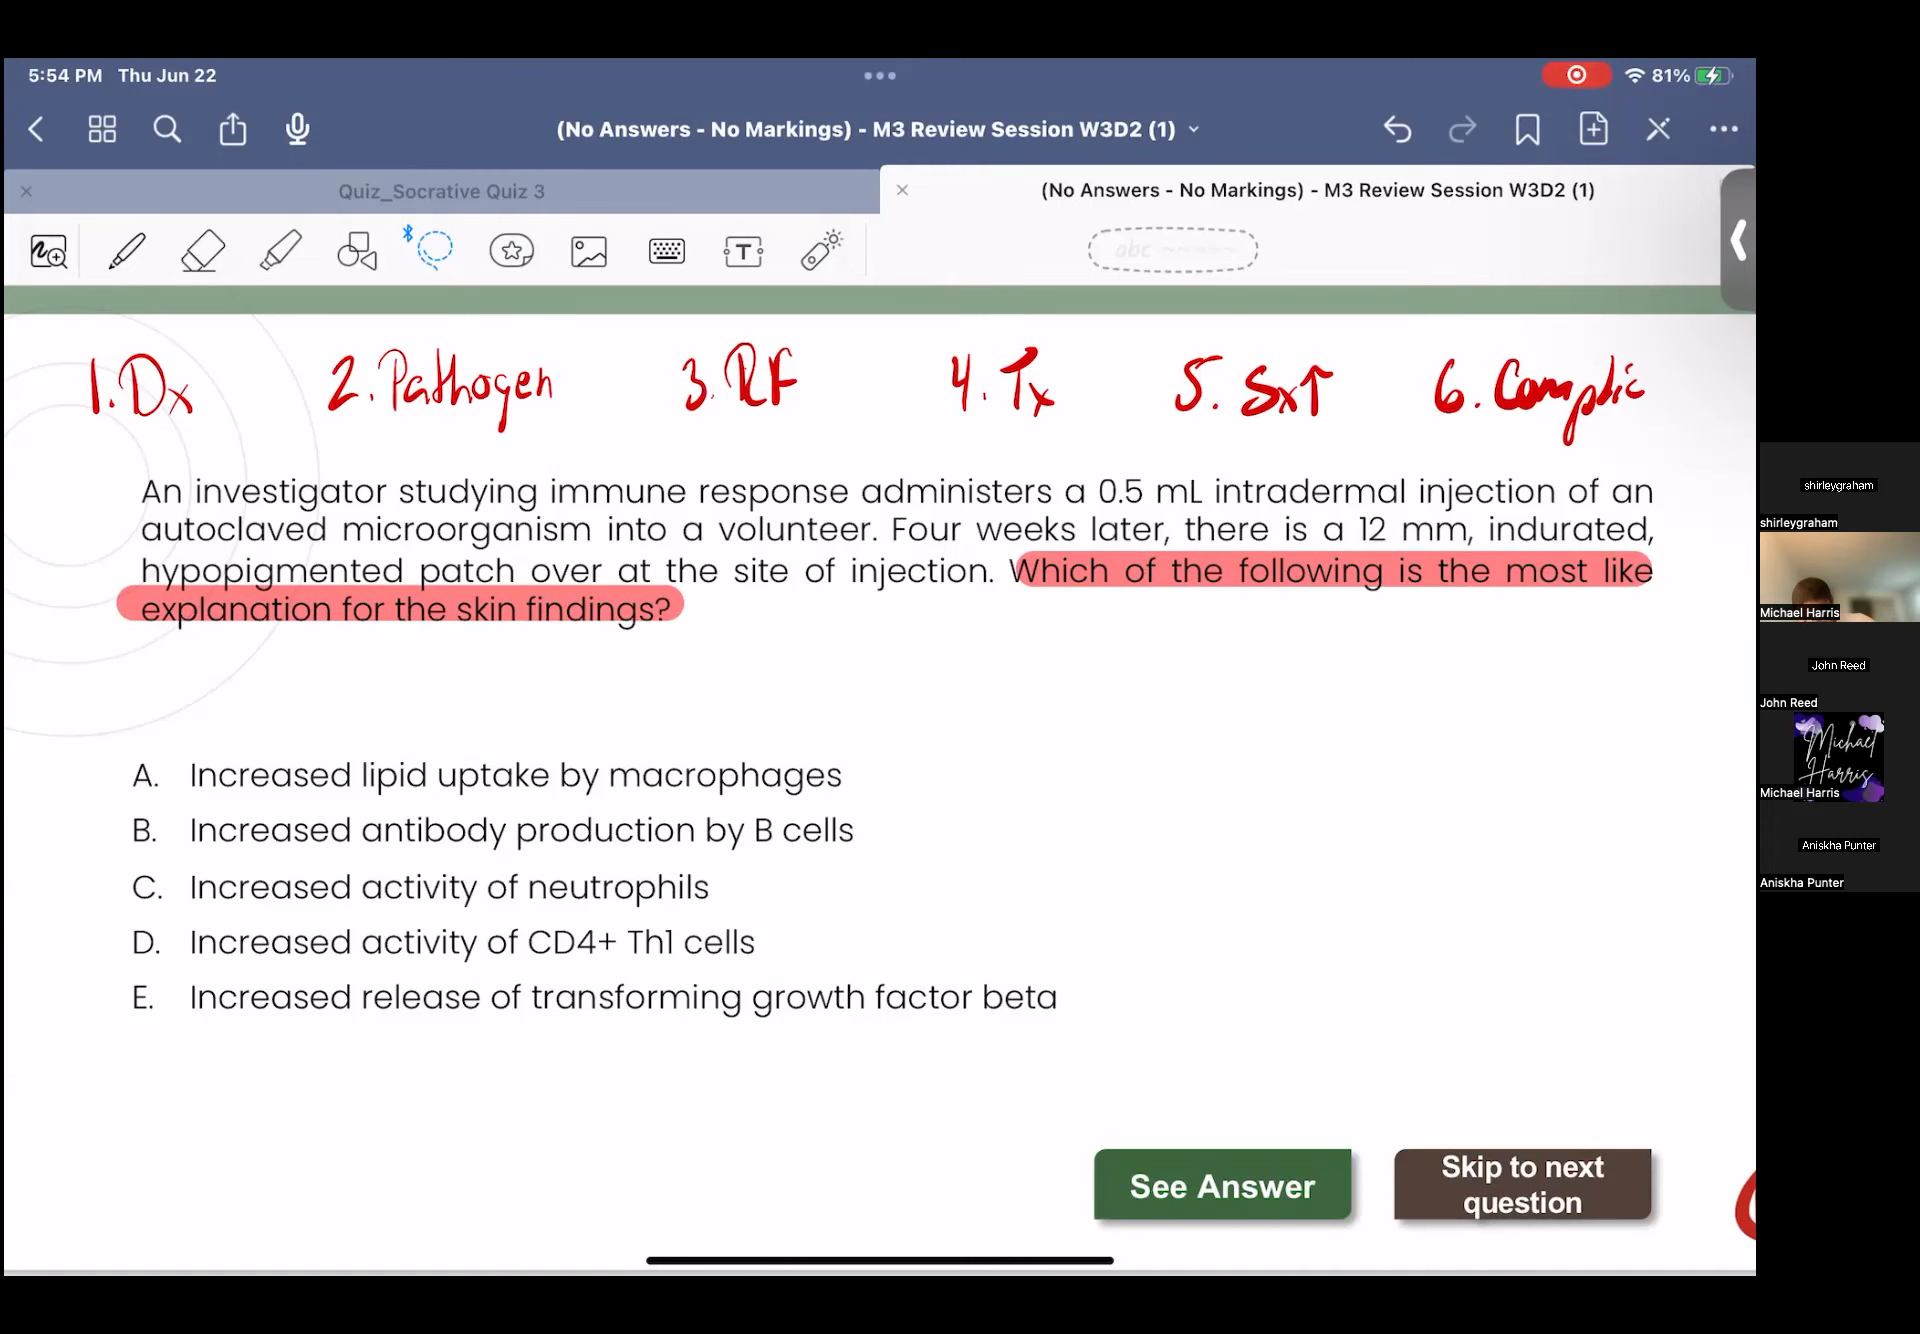 5:54 PM Thu Jun 22
81%
(No Answers - No Markings) - M3 Review Session W3D2 (1)
Quiz_Socrative Quiz 3
(No Answers - No Markings) - M3 Review Session W3D2 (1)
T
abc
1. Dx 2. Pathogen 3. RF 4. Tx 5. Sx↑ 6. Complic
An investigator studying immune response administers a 0.5 mL intradermal injection of an
autoclaved microorganism into a volunteer. Four weeks later, there is a 12 mm, indurated,
hypopigmented patch over at the site of injection. Which of the following is the most like
explanation for the skin findings?
A. Increased lipid uptake by macrophages
B. Increased antibody production by B cells
C. Increased activity of neutrophils
D. Increased activity of CD4+ Th1 cells
E. Increased release of transforming growth factor beta
See Answer
Skip to next
question
shirleygraham
shirleygraham
Michael Harris
John Reed
John Reed
Michael
Harris
Michael Harris
Aniskha Punter
Aniskha Punter